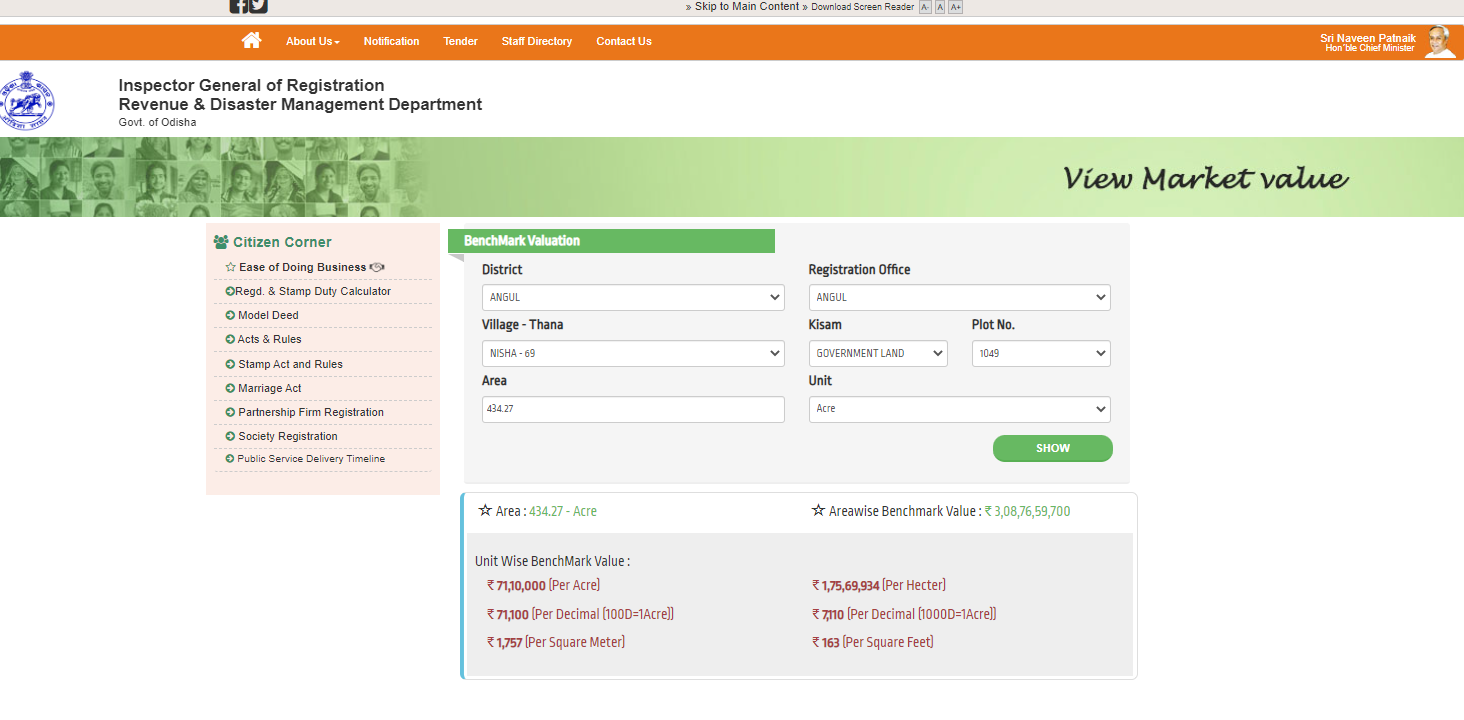 » Skip to Main Content » Download Screen Reader A- A A+
About Us Notification Tender Staff Directory Contact Us
Sri Naveen Patnaik
Hon'ble Chief Minister
Inspector General of Registration
Revenue & Disaster Management Department
Govt. of Odisha
View Market value
Citizen Corner
Ease of Doing Business
Regd. & Stamp Duty Calculator
Model Deed
Acts & Rules
Stamp Act and Rules
Marriage Act
Partnership Firm Registration
Society Registration
Public Service Delivery Timeline
BenchMark Valuation
District Registration Office
ANGUL ANGUL
Village - Thana Kisam Plot No.
NISHA - 69 GOVERNMENT LAND 1049
Area Unit
434.27 Acre
SHOW
Area : 434.27 - Acre Areawise Benchmark Value : ₹ 3,08,76,59,700
Unit Wise BenchMark Value :
₹ 71,10,000 (Per Acre) ₹ 1,75,69,934 (Per Hecter)
₹ 71,100 (Per Decimal (100D=1Acre)) ₹ 7,110 (Per Decimal (1000D=1Acre))
₹ 1,757 (Per Square Meter) ₹ 163 (Per Square Feet)